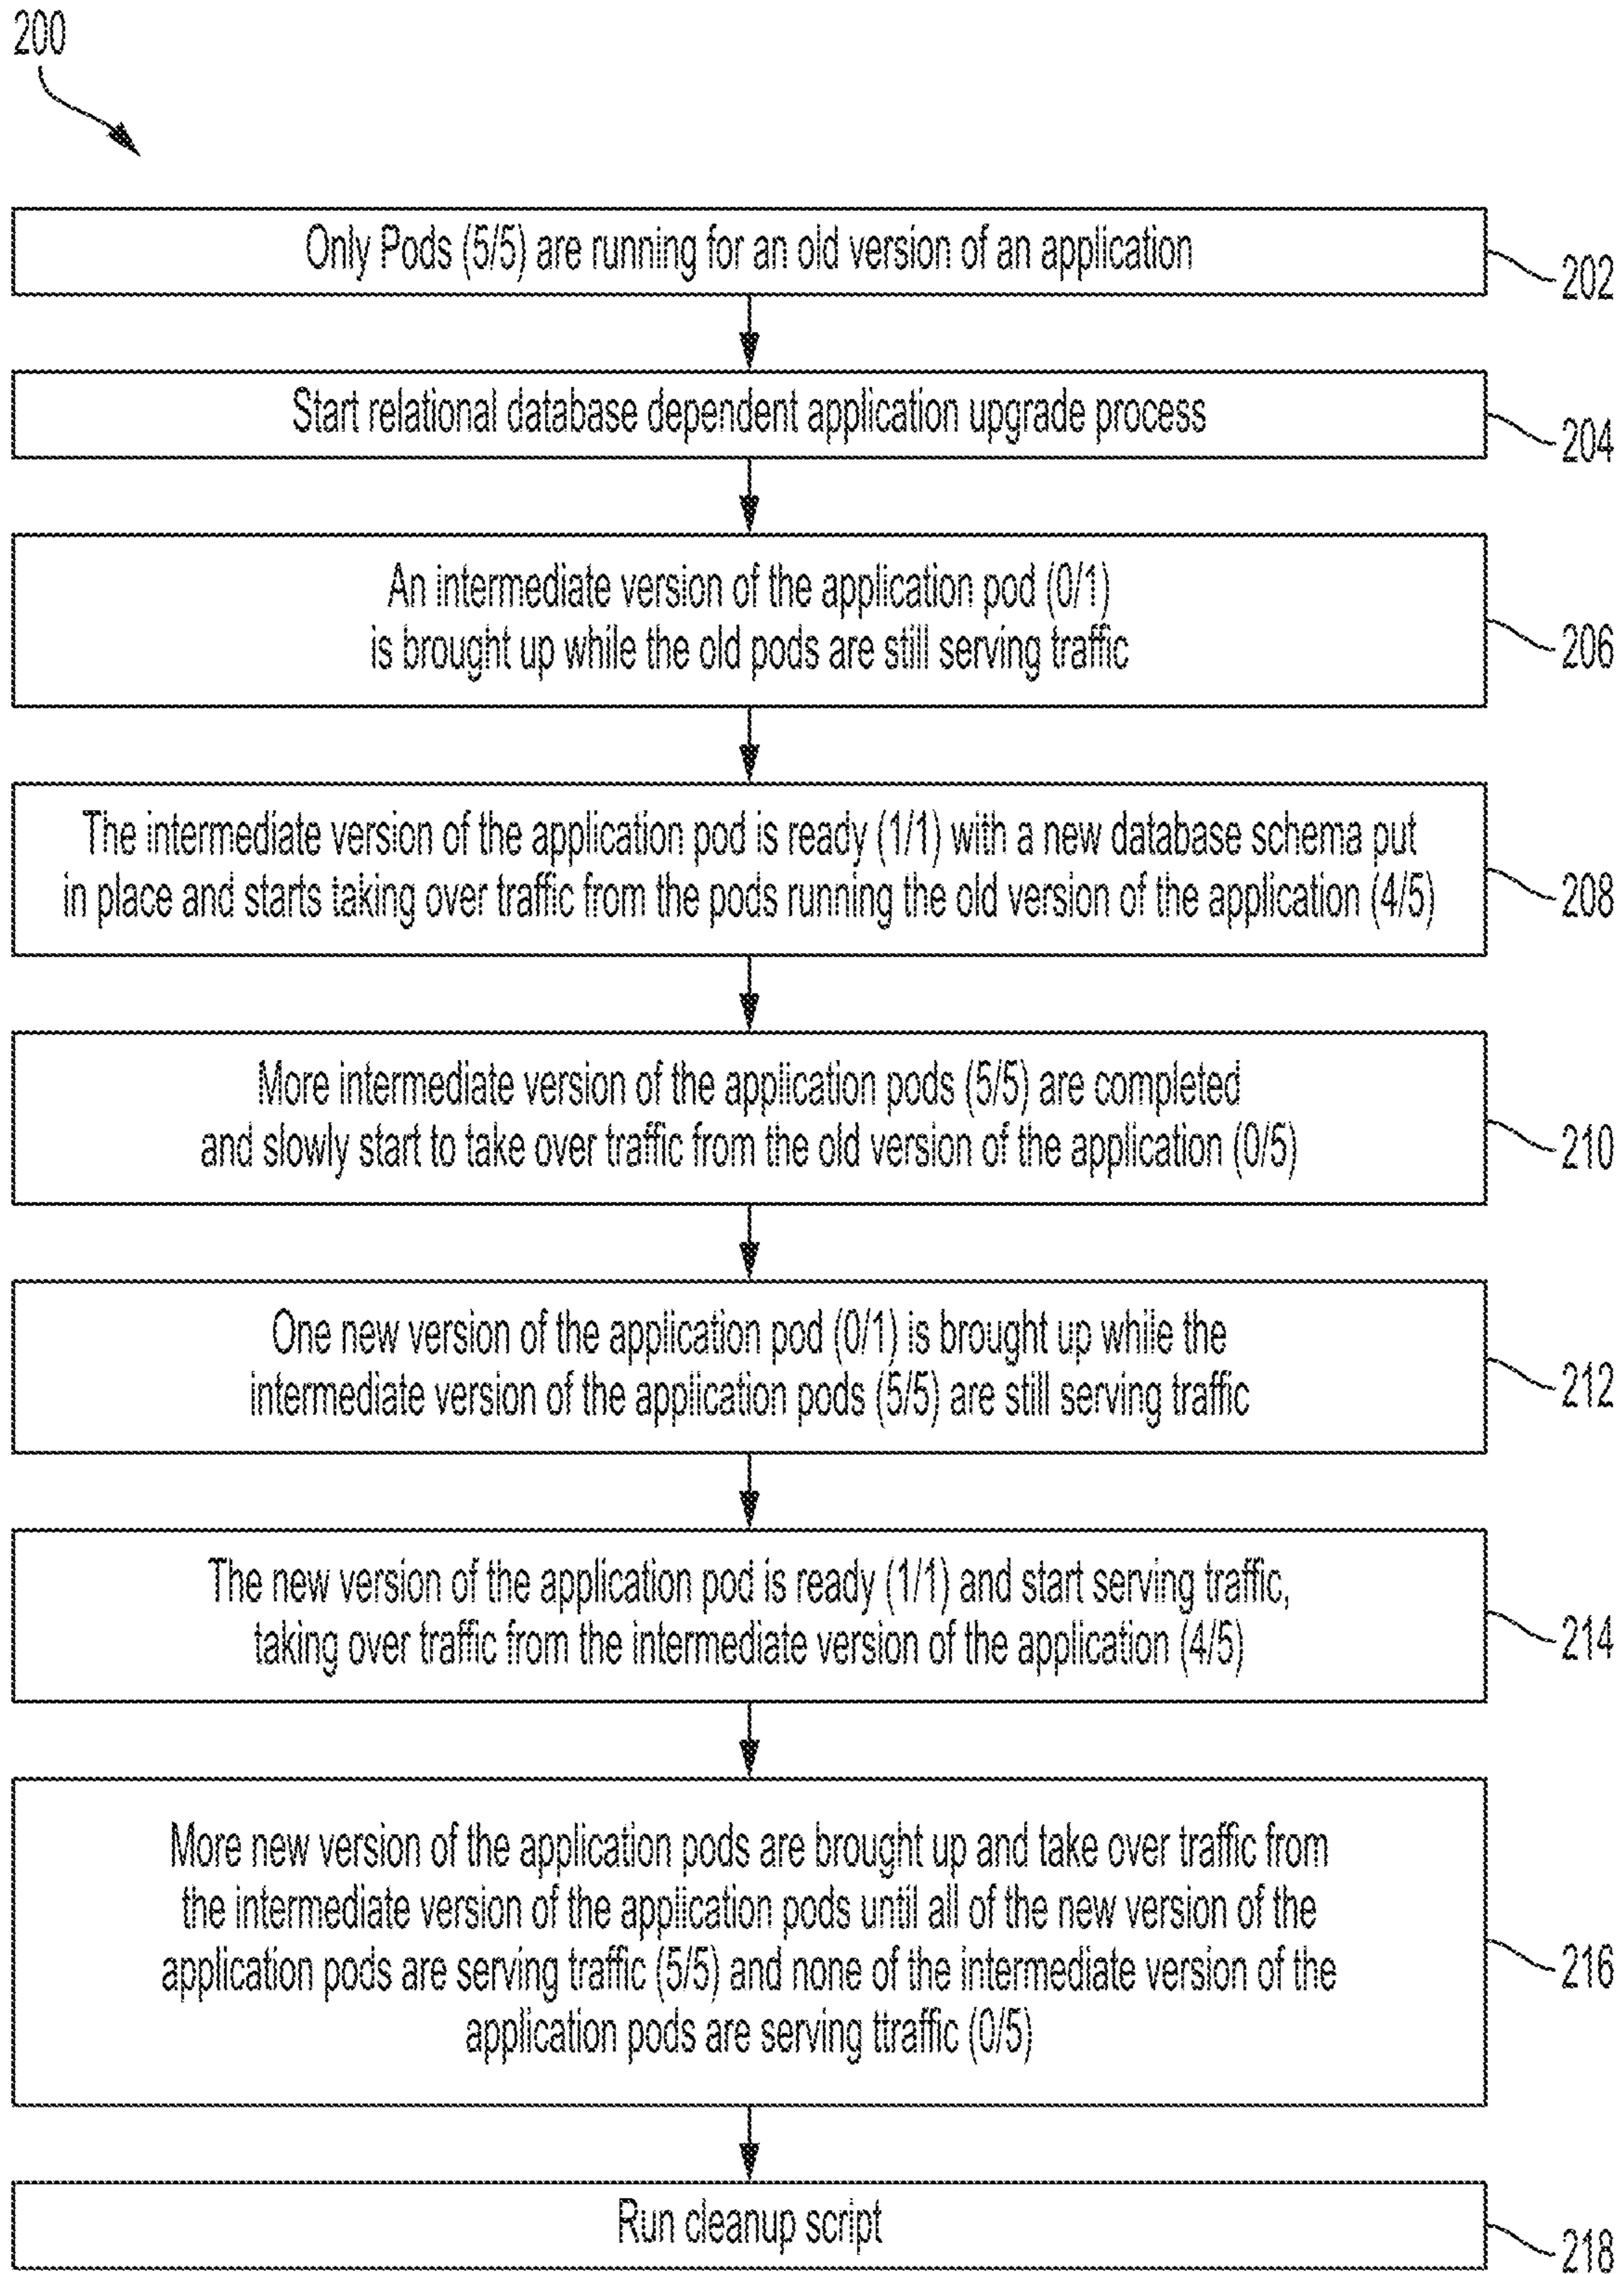 200
Only Pods (5/5) are running for an old version of an application
202
Start relational database dependent application upgrade process
204
An intermediate version of the application pod (0/1)
is brought up while the old pods are still serving traffic
206
The intermediate version of the application pod is ready (1/1) with a new database schema put
in place and starts taking over traffic from the pods running the old version of the application (4/5)
208
More intermediate version of the application pods (5/5) are completed
and slowly start to take over traffic from the old version of the application (0/5)
210
One new version of the application pod (0/1) is brought up while the
intermediate version of the application pods (5/5) are still serving traffic
212
The new version of the application pod is ready (1/1) and start serving traffic,
taking over traffic from the intermediate version of the application (4/5)
214
More new version of the application pods are brought up and take over traffic from
the intermediate version of the application pods until all of the new version of the
application pods are serving traffic (5/5) and none of the intermediate version of the
application pods are serving ttraffic (0/5)
216
Run cleanup script
218